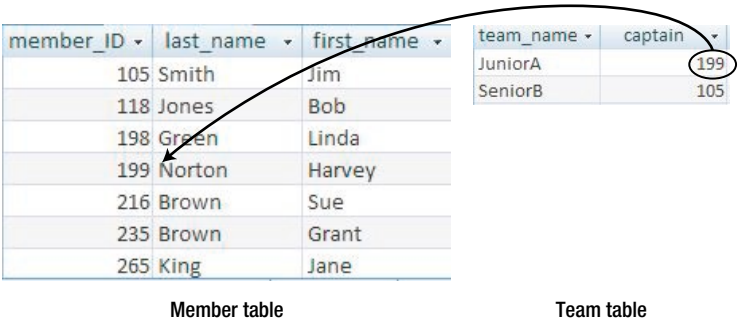 member_ID last_name first_name
105 Smith Jim
118 Jones Bob
198 Green Linda
199 Norton Harvey
216 Brown Sue
235 Brown Grant
265 King Jane
Member table
team_name captain
JuniorA 199
SeniorB 105
Team table